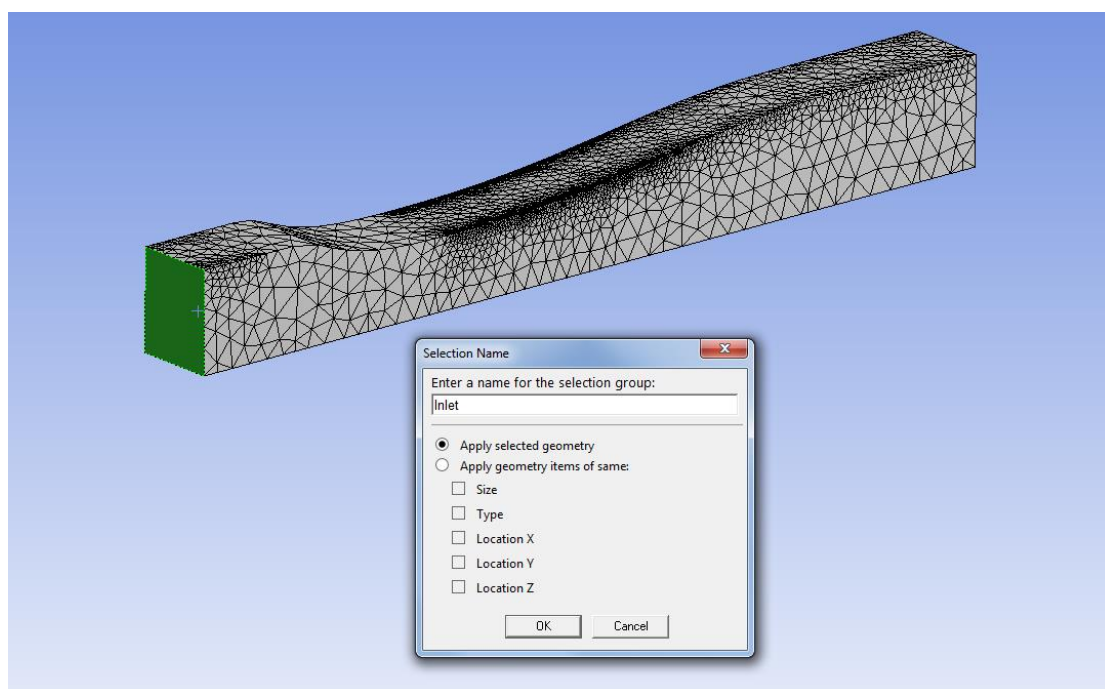 Selection Name
Enter a name for the selection group:
Inlet
Apply selected geometry
Apply geometry items of same:
Size
Type
Location X
Location Y
Location Z
OK Cancel